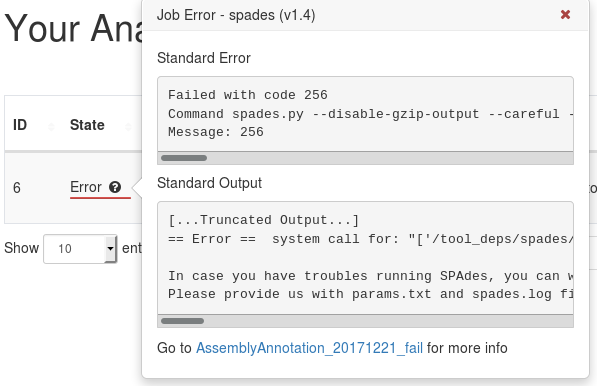 Your Ana
Job Error - spades (v1.4)
Standard Error
Failed with code 256
Command spades.py --disable-gzip-output --careful -
Message: 256
ID State
6 Error
Standard Output
[...Truncated Output...]
== Error ==  system call for: "['/tool_deps/spades/
In case you have troubles running SPAdes, you can w
Please provide us with params.txt and spades.log fi
Show 10 ent
Go to AssemblyAnnotation_20171221_fail for more info